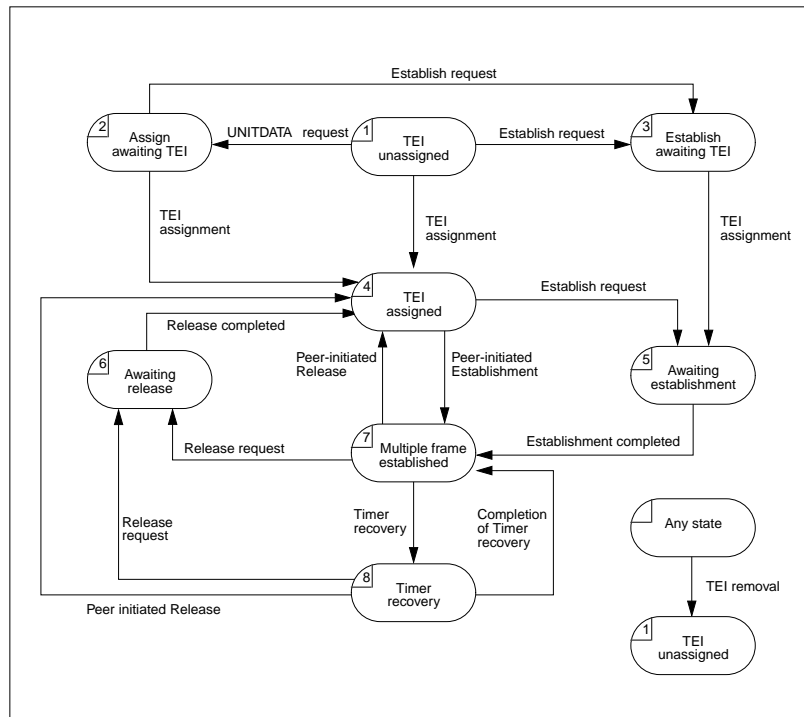 Establish request
2
Assign
awaiting TEI
UNITDATA request
1
TEI
unassigned
Establish request
3
Establish
awaiting TEI
TEI
assignment
TEI
assignment
TEI
assignment
4
TEI
assigned
Establish request
Release completed
6
Awaiting
release
Peer-initiated
Release
Peer-initiated
Establishment
5
Awaiting
establishment
Release request
7
Multiple frame
established
Establishment completed
Release
request
Timer
recovery
Completion
of Timer
recovery
Any state
8
Timer
recovery
Peer initiated Release
TEI removal
1
TEI
unassigned